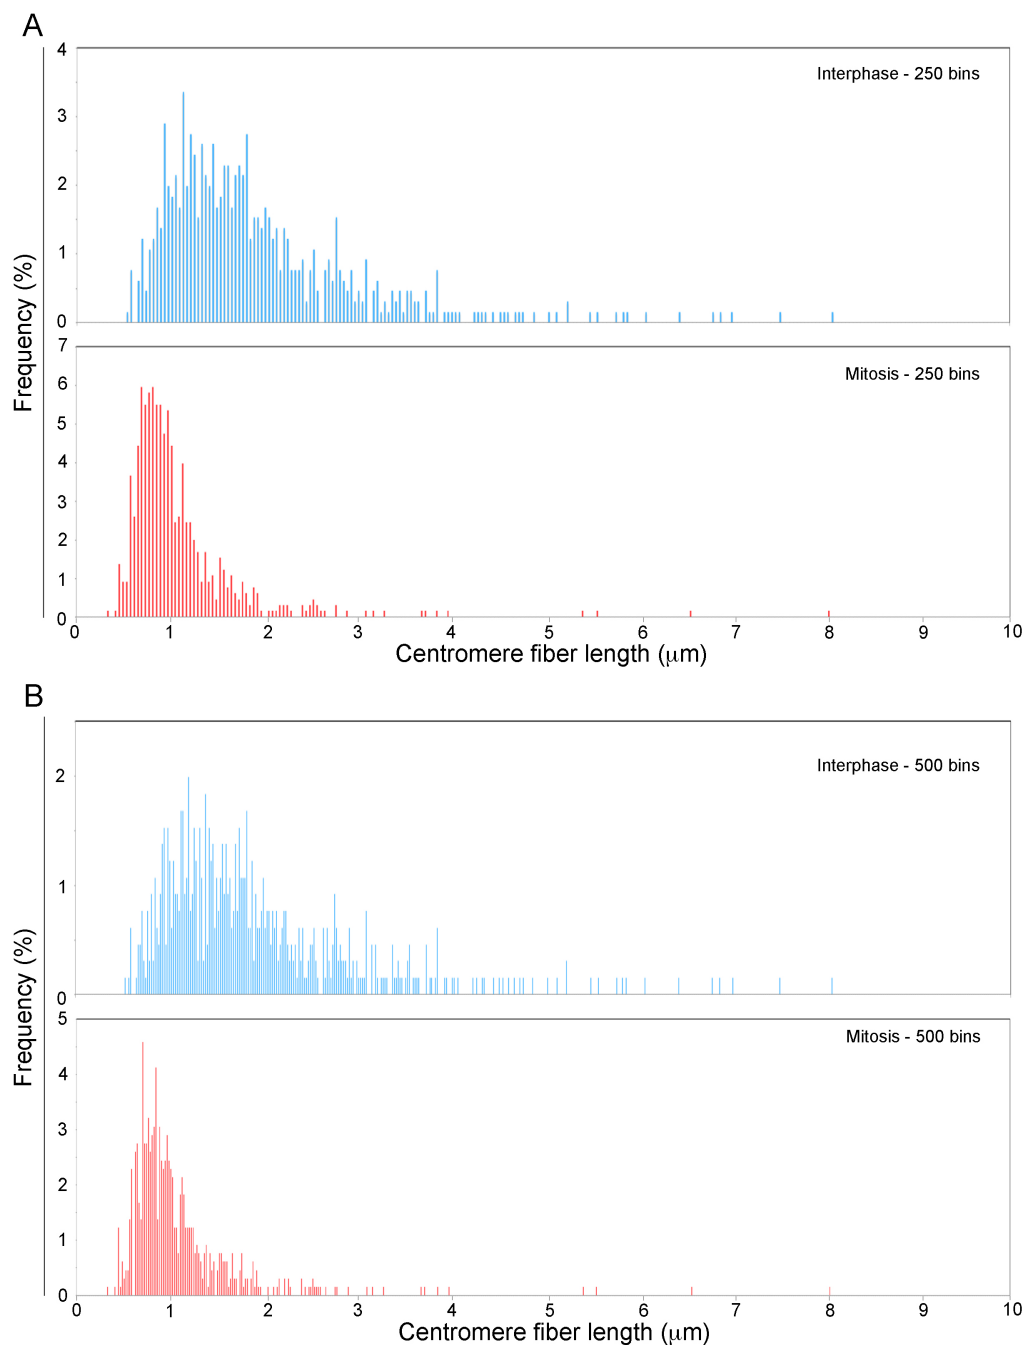 A
4
Interphase - 250 bins
3
2
1
0
Frequency (%)
7
Mitosis - 250 bins
6
5
4
3
2
1
0
0 1 2 3 4 5 6 7 8 9 10
Centromere fiber length (μm)
B
Interphase - 500 bins
2
1
0
Frequency (%)
5
Mitosis - 500 bins
4
3
2
1
0
0 1 2 3 4 5 6 7 8 9 10
Centromere fiber length (μm)